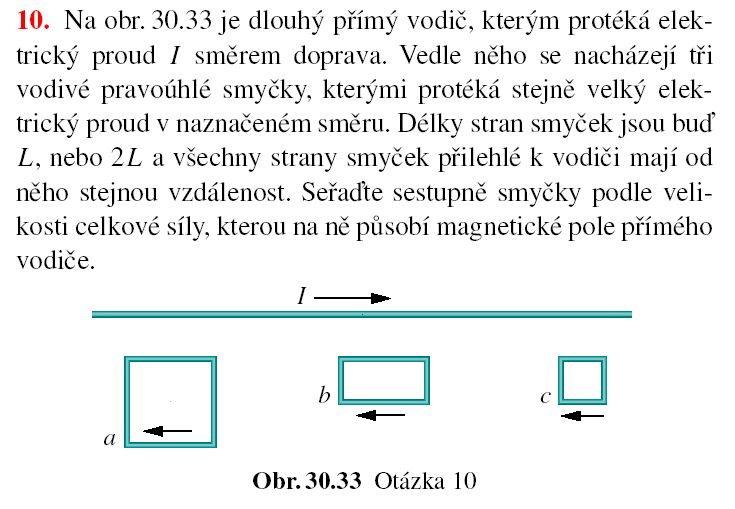 10. Na obr. 30.33 je dlouhý přímý vodič, kterým protéká elek-
trický proud I směrem doprava. Vedle něho se nacházejí tři
vodivé pravoúhlé smyčky, kterými protéká stejně velký elek-
trický proud v naznačeném směru. Délky stran smyček jsou buď
L, nebo 2L a všechny strany smyček přilehlé k vodiči mají od
něho stejnou vzdálenost. Seřaďte sestupně smyčky podle veli-
kosti celkové síly, kterou na ně působí magnetické pole přímého
vodiče.
I
b
c
a
Obr. 30.33 Otázka 10